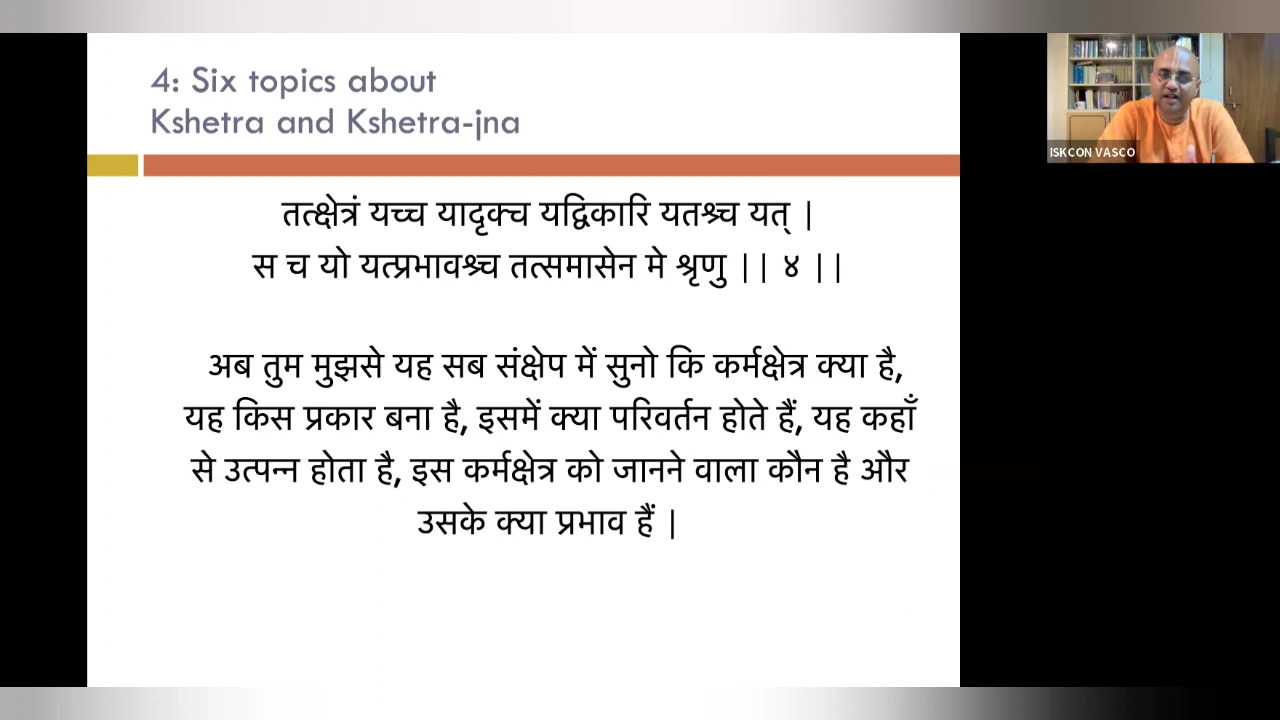 4: Six topics about
Kshetra and Kshetra-jna
ISKCON VASCO
तत्क्षेत्रं यच्च यादृक्च यद्विकारि यतश्र्च यत् |
स च यो यत्प्रभावश्र्च तत्समासेन मे श्रृणु || ४ ||
अब तुम मुझसे यह सब संक्षेप में सुनो कि कर्मक्षेत्र क्या है,
यह किस प्रकार बना है, इसमें क्या परिवर्तन होते हैं, यह कहाँ
से उत्पन्न होता है, इस कर्मक्षेत्र को जानने वाला कौन है और
उसके क्या प्रभाव हैं |